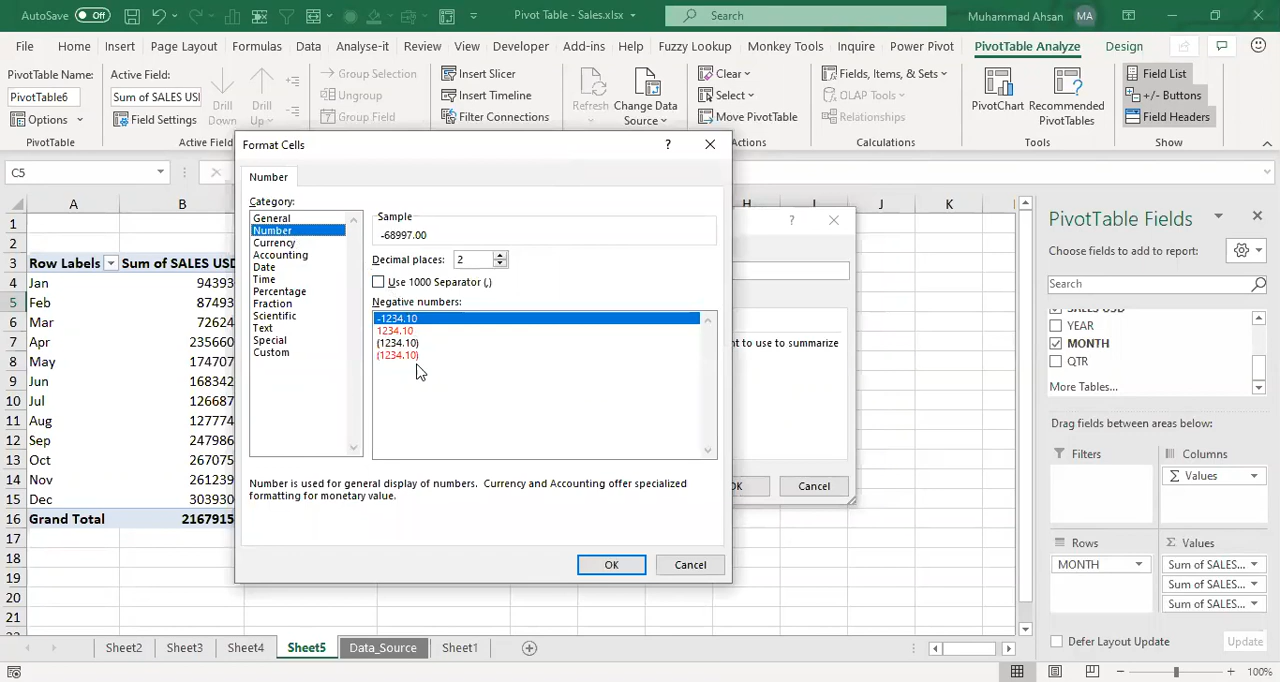 AutoSave Off Pivot Table - Sales.xlsx Search Muhammad Ahsan MA
File Home Insert Page Layout Formulas Data Analyse-it Review View Developer Add-ins Help Fuzzy Lookup Monkey Tools Inquire Power Pivot PivotTable Analyze Design
PivotTable Name:
PivotTable6
Options
PivotTable
Active Field:
Sum of SALES USI
Field Settings
Drill Down
Drill Up
Active Field
Group Selection
Ungroup
Group Field
Insert Slicer
Insert Timeline
Filter Connections
Refresh
Change Data Source
Clear
Select
Move PivotTable
Actions
Fields, Items, & Sets
OLAP Tools
Relationships
Calculations
PivotChart
Recommended PivotTables
Tools
Field List
+/- Buttons
Field Headers
Show
C5
A B H J K L
1
2
3 Row Labels Sum of SALES USD
4 Jan 94393
5 Feb 87493
6 Mar 72624
7 Apr 235660
8 May 174707
9 Jun 168342
10 Jul 126687
11 Aug 127774
12 Sep 247986
13 Oct 267075
14 Nov 261239
15 Dec 303930
16 Grand Total 2167915
17
18
19
20
21
Format Cells ? ×
Number
Category:
General
Number
Currency
Accounting
Date
Time
Percentage
Fraction
Scientific
Text
Special
Custom
Sample
-68997.00
Decimal places: 2
Use 1000 Separator (,)
Negative numbers:
-1234.10
1234.10
(1234.10)
(1234.10)
Number is used for general display of numbers. Currency and Accounting offer specialized
formatting for monetary value.
OK Cancel
? ×
nt to use to summarize
OK Cancel
PivotTable Fields
Choose fields to add to report:
Search
SALES USD
YEAR
MONTH
QTR
More Tables...
Drag fields between areas below:
Filters
Columns
Σ Values
Rows
MONTH
Σ Values
Sum of SALES...
Sum of SALES...
Sum of SALES...
Defer Layout Update Update
Sheet2 Sheet3 Sheet4 Sheet5 Data_Source Sheet1
100%